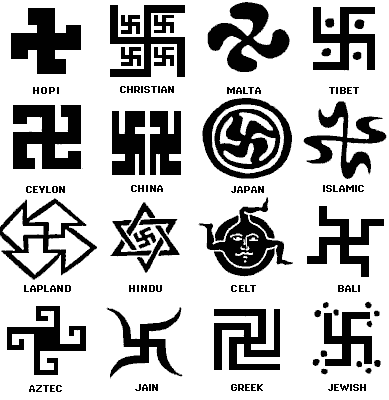 HOPI CHRISTIAN MALTA TIBET
CEYLON CHINA JAPAN ISLAMIC
LAPLAND HINDU CELT BALI
AZTEC JAIN GREEK JEWISH